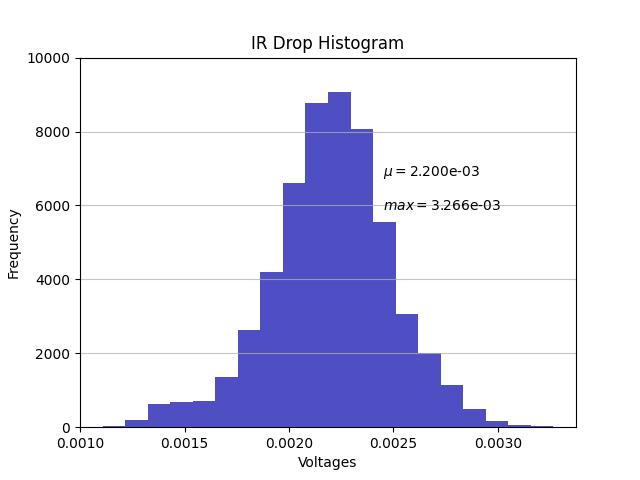 IR Drop Histogram
10000
8000
6000
4000
2000
0
Frequency
μ = 2.200e-03
max = 3.266e-03
0.0010 0.0015 0.0020 0.0025 0.0030
Voltages